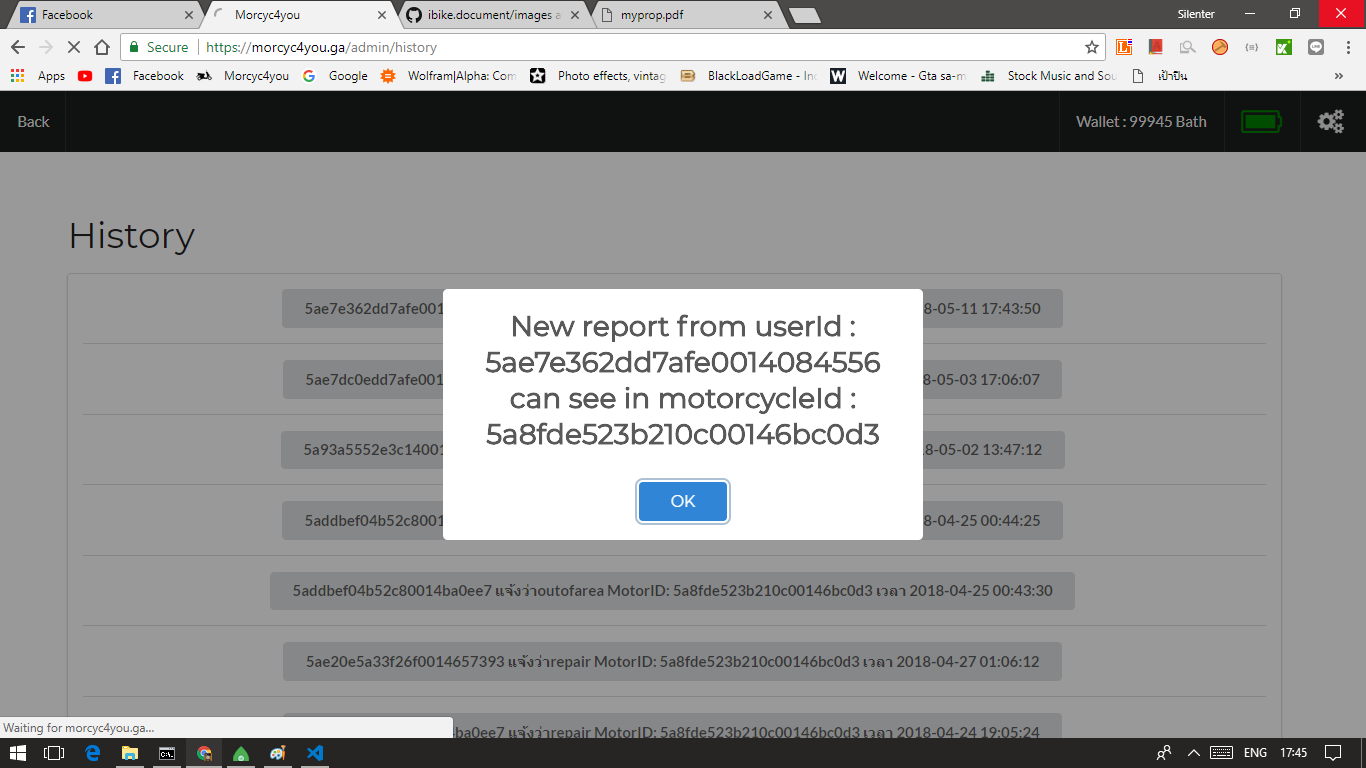 Facebook
Morcyc4you
ibike.document/images a
myprop.pdf
Silenter
Secure
https://morcyc4you.ga/admin/history
Apps
Facebook
Morcyc4you
Google
Wolfram|Alpha: Com
Photo effects, vintag
BlackLoadGame - Inc
Welcome - Gta sa-m
Stock Music and Sou
เป้าปืน
»
Back
Wallet : 99945 Bath
History
5ae7e362dd7afe001
8-05-11 17:43:50
5ae7dc0edd7afe001
8-05-03 17:06:07
5a93a5552e3c14001
8-05-02 13:47:12
5addbef04b52c8001
8-04-25 00:44:25
New report from userId :
5ae7e362dd7afe0014084556
can see in motorcycleId :
5a8fde523b210c00146bc0d3
OK
5addbef04b52c80014ba0ee7 แจ้งว่าoutofarea MotorID: 5a8fde523b210c00146bc0d3 เวลา 2018-04-25 00:43:30
5ae20e5a33f26f0014657393 แจ้งว่าrepair MotorID: 5a8fde523b210c00146bc0d3 เวลา 2018-04-27 01:06:12
ba0ee7 แจ้งว่าrepair MotorID: 5a8fde523b210c00146bc0d3 เวลา 2018-04-24 19:05:24
Waiting for morcyc4you.ga...
ENG
17:45